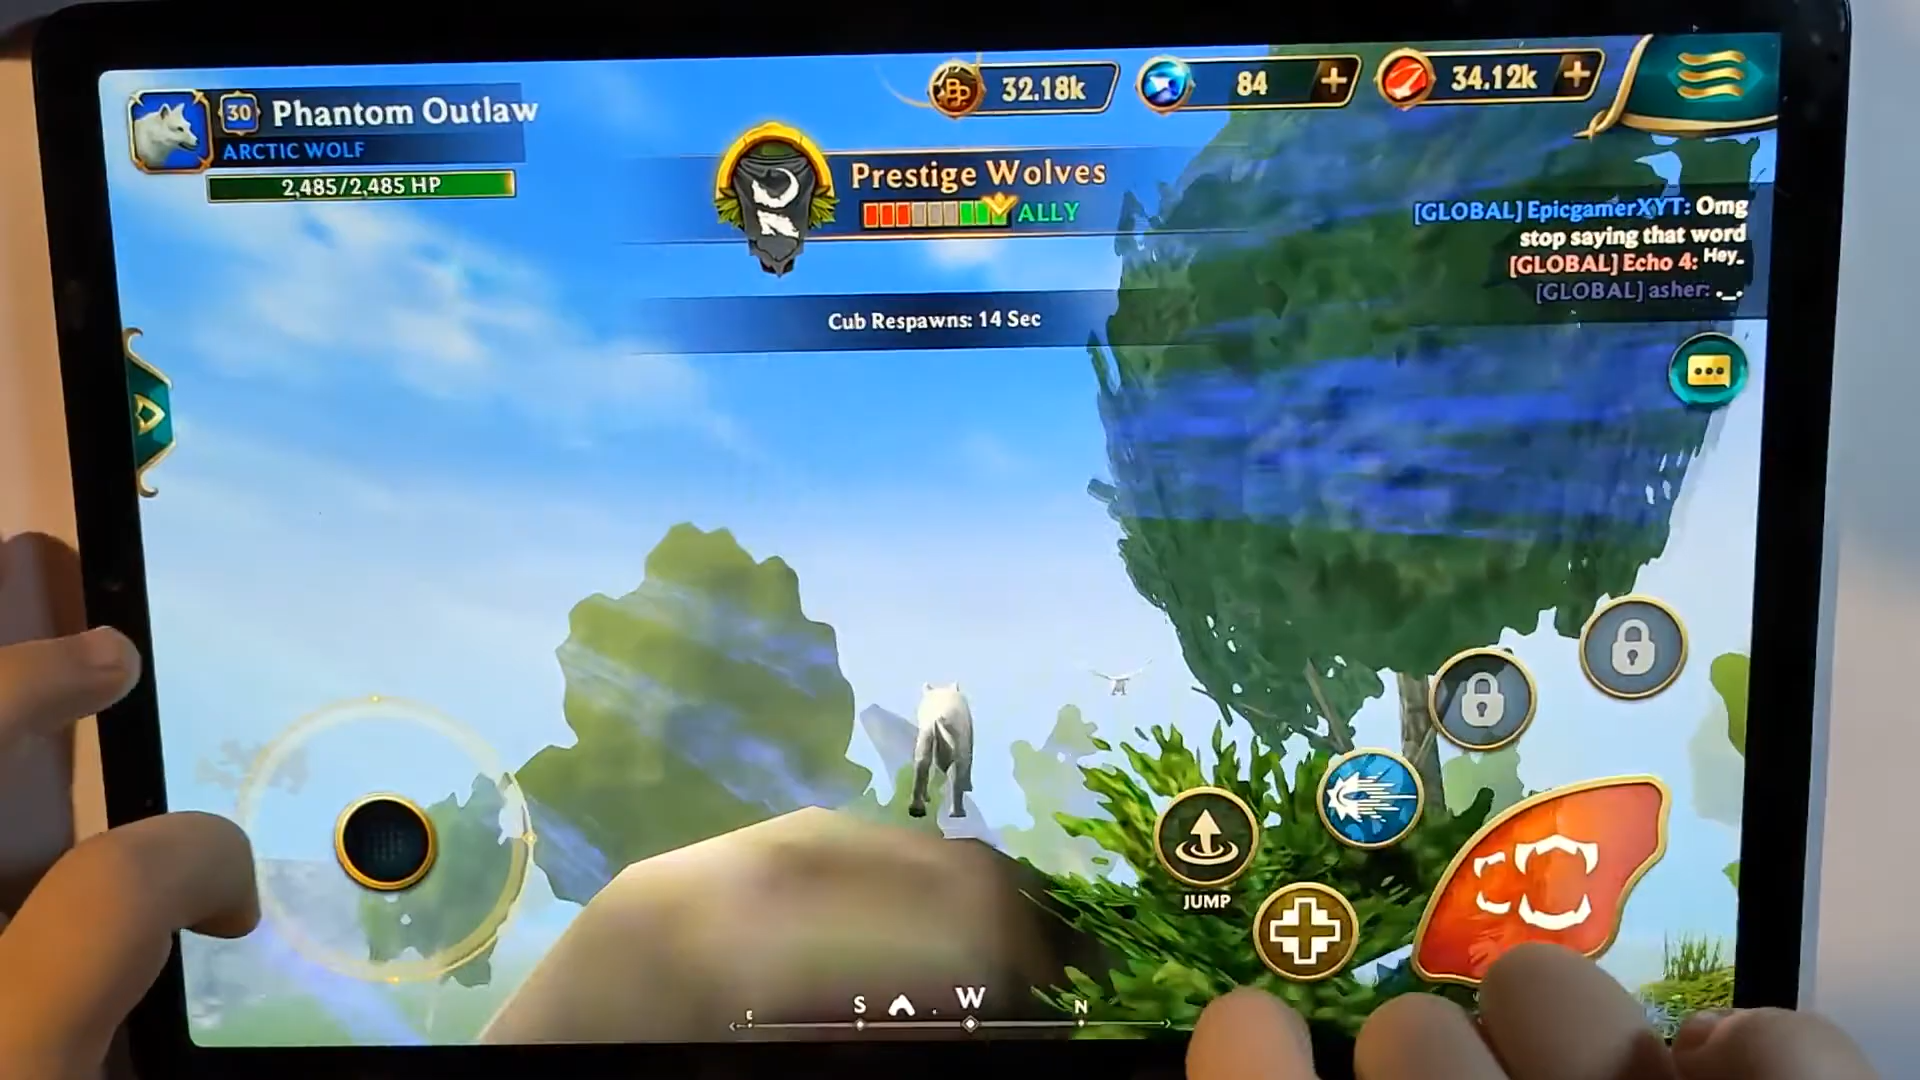 30 Phantom Outlaw
ARCTIC WOLF
2,485/2,485 HP
32.18k
84
34.12k
Prestige Wolves
ALLY
Cub Respawns: 14 Sec
[GLOBAL] EpicgamerXYT: Omg
stop saying that word
[GLOBAL] Echo 4: Hey_
[GLOBAL] asher: ._.
JUMP
E S W N